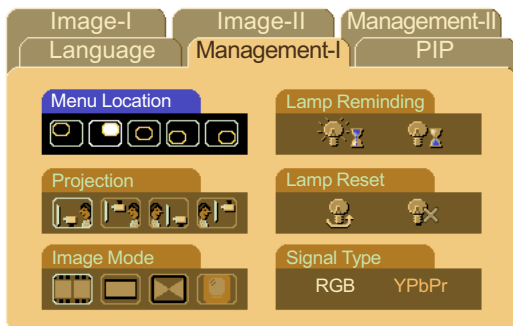 Image-I Image-II Management-II
Language Management-I PIP
Menu Location Lamp Reminding
Projection Lamp Reset
Image Mode Signal Type
RGB YPbPr